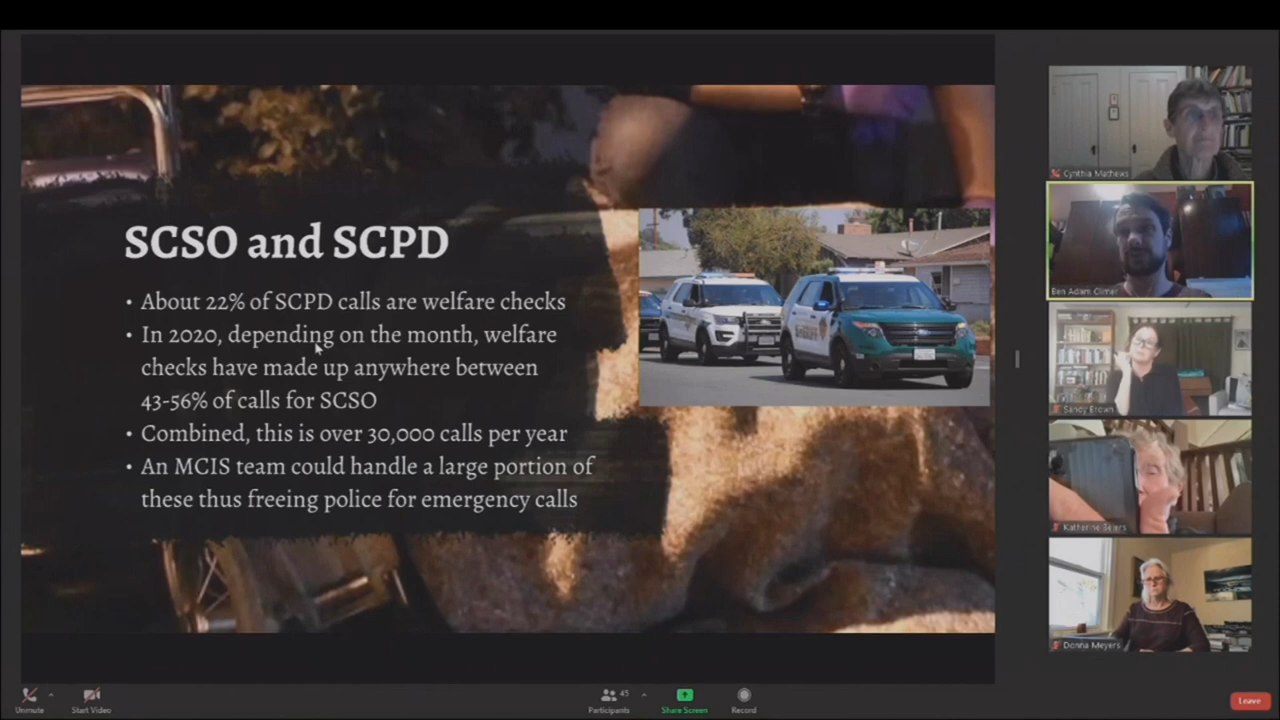 SCSO and SCPD
• About 22% of SCPD calls are welfare checks
• In 2020, depending on the month, welfare
checks have made up anywhere between
43-56% of calls for SCSO
• Combined, this is over 30,000 calls per year
• An MCIS team could handle a large portion of
these thus freeing police for emergency calls
Cynthia Mathews
Ben Adam Climer
Sandy Brown
Katherine Beiers
Donna Meyers
Unmute
Start Video
45
Participants
Share Screen
Record
Leave